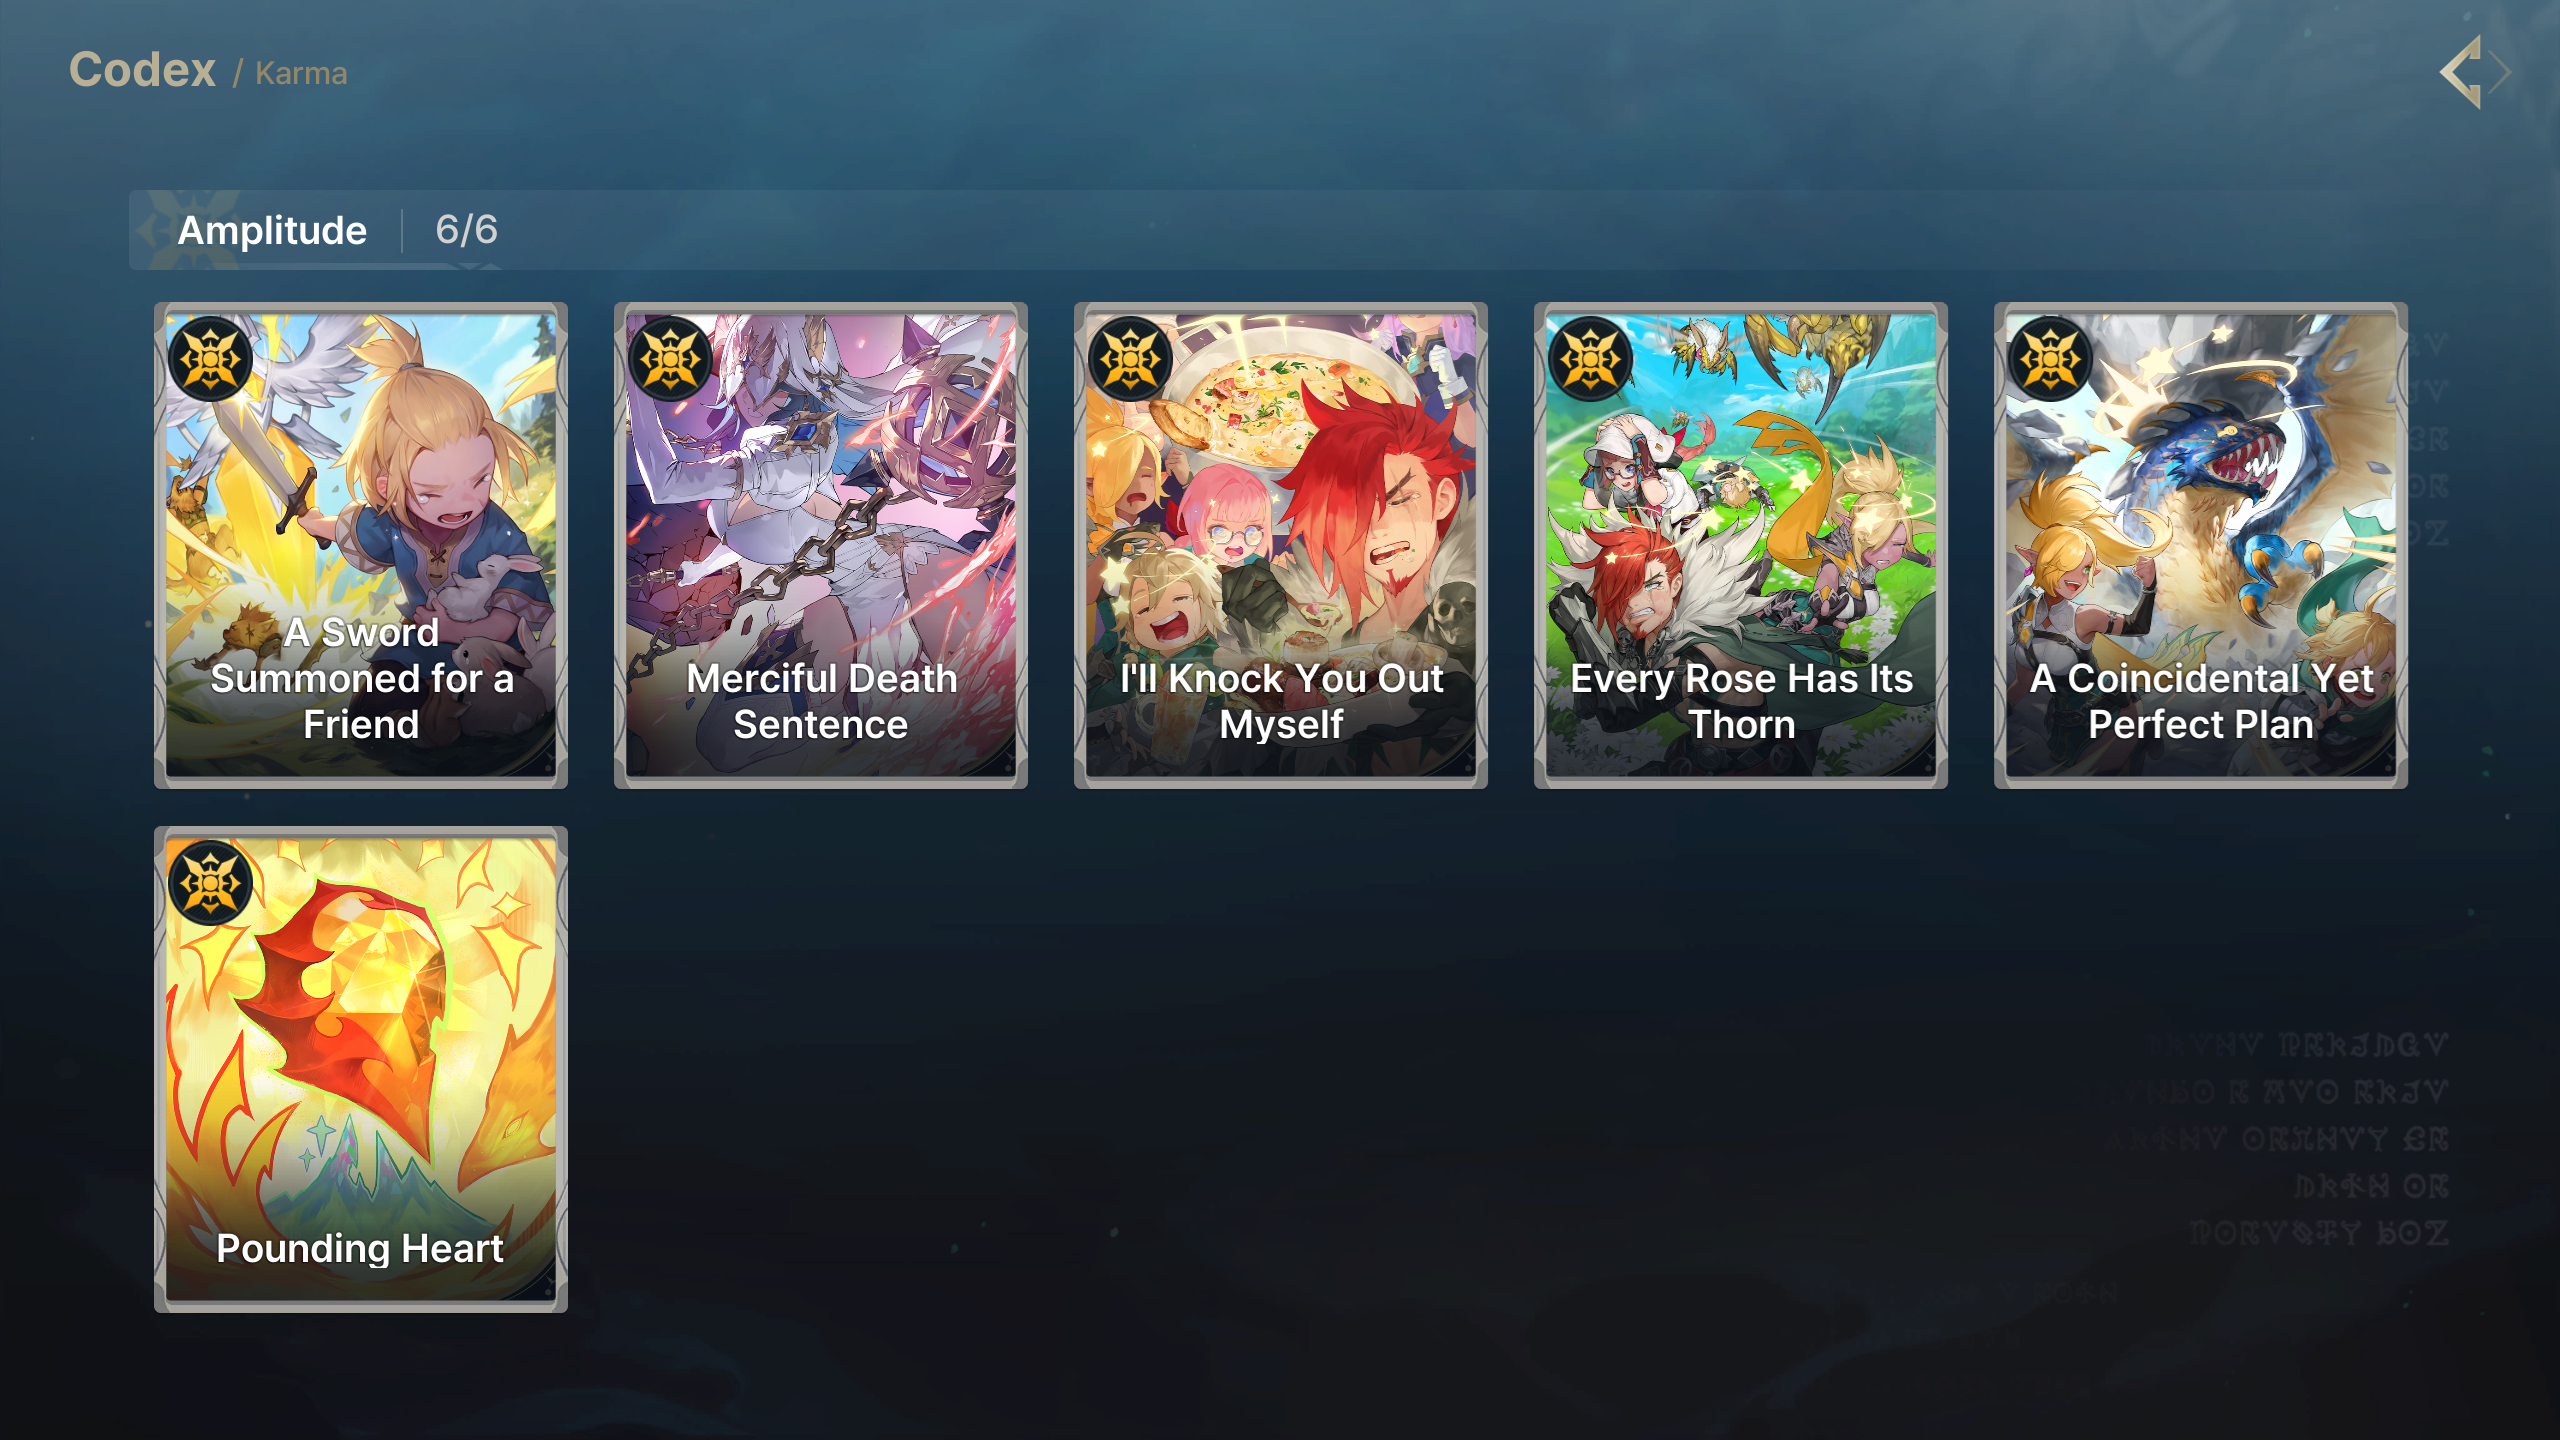 Codex / Karma
Amplitude | 6/6
A Sword
Summoned for a
Friend
Merciful Death
Sentence
I'll Knock You Out
Myself
Every Rose Has Its
Thorn
A Coincidental Yet
Perfect Plan
Pounding Heart